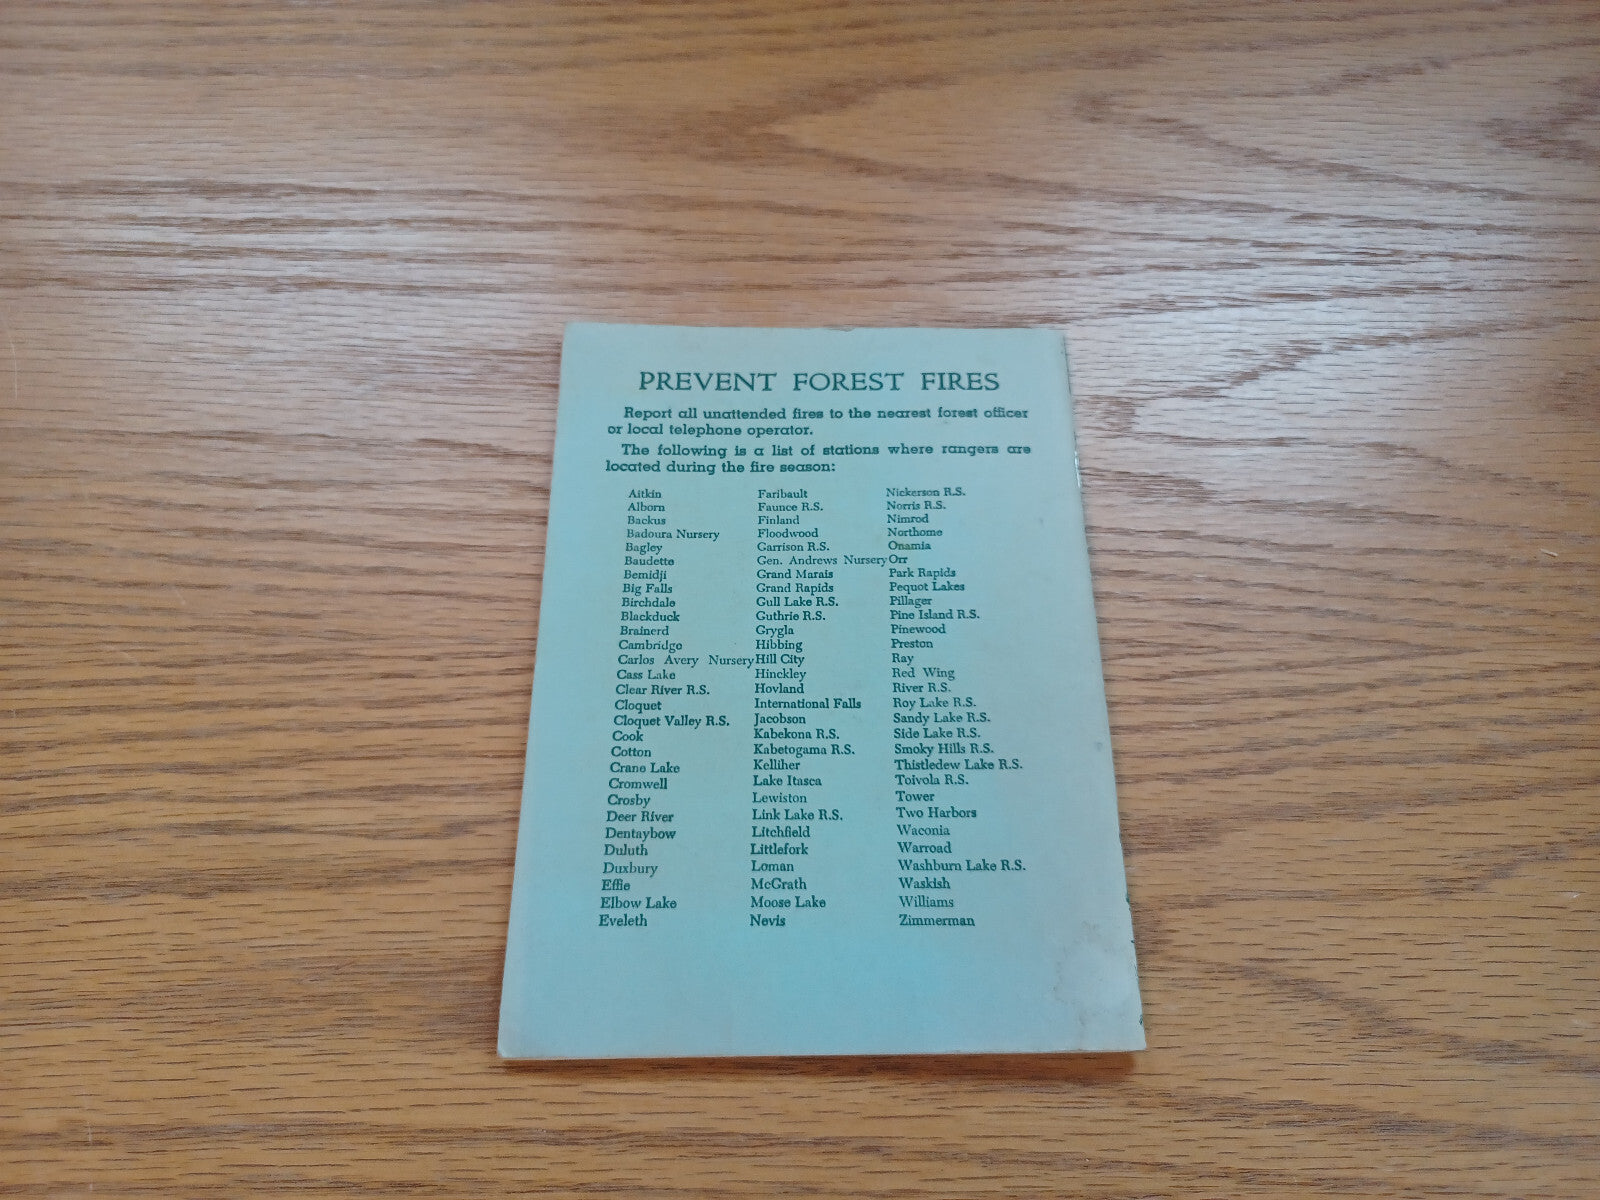 PREVENT FOREST FIRES
Report all unattended fires to the nearest forest officer
or local telephone operator.
The following is a list of stations where rangers are
located during the fire season:
Aitkin
Alborn
Backus
Badoura Nursery
Bagley
Baudette
Bemidji
Big Falls
Birchdale
Blackduck
Brainerd
Cambridge
Carlos Avery Nursery
Cass Lake
Clear River R.S.
Cloquet
Cloquet Valley R.S.
Cook
Cotton
Crane Lake
Cromwell
Crosby
Deer River
Dentaybow
Duluth
Duxbury
Effie
Elbow Lake
Eveleth
Faribault
Faunce R.S.
Finland
Floodwood
Garrison R.S.
Gen. Andrews Nursery
Grand Marais
Grand Rapids
Gull Lake R.S.
Guthrie R.S.
Grygla
Hibbing
Hill City
Hinckley
Hovland
International Falls
Jacobson
Kabekona R.S.
Kabetogama R.S.
Kelliher
Lake Itasca
Lewiston
Link Lake R.S.
Litchfield
Littlefork
Loman
McGrath
Moose Lake
Nevis
Nickerson R.S.
Norris R.S.
Nimrod
Northome
Onamia
Orr
Park Rapids
Pequot Lakes
Pillager
Pine Island R.S.
Pinewood
Preston
Ray
Red Wing
River R.S.
Roy Lake R.S.
Sandy Lake R.S.
Side Lake R.S.
Smoky Hills R.S.
Thistledew Lake R.S.
Toivola R.S.
Tower
Two Harbors
Waconia
Warroad
Washburn Lake R.S.
Waskish
Williams
Zimmerman